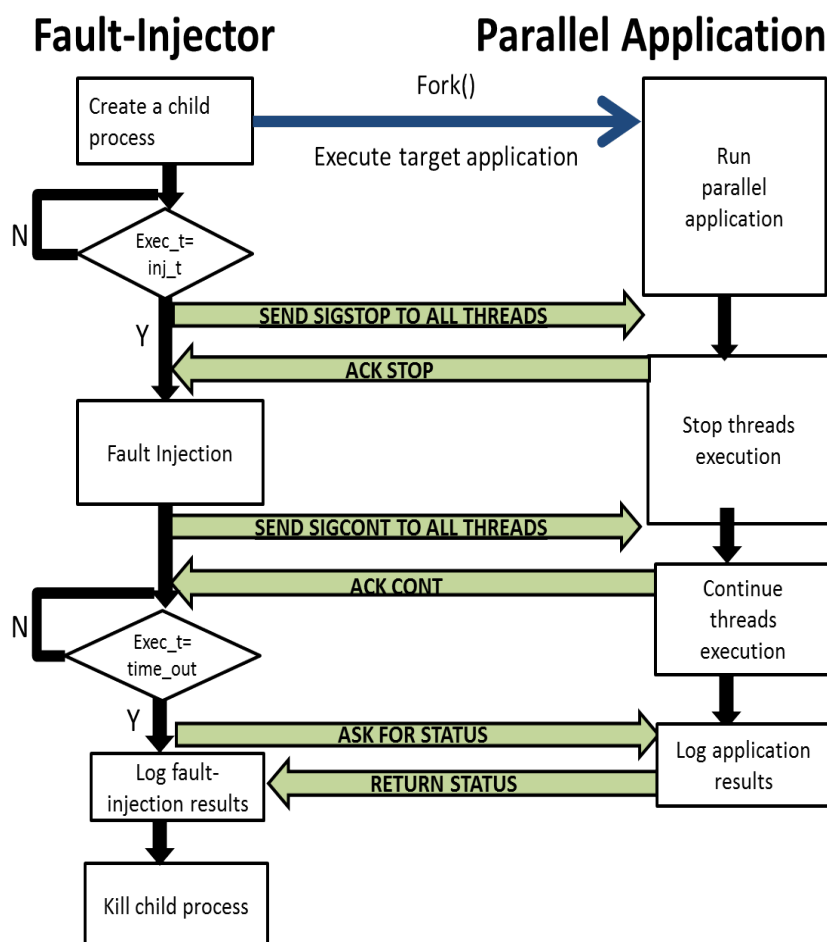 Fault-Injector
Parallel Application
Create a child
process
Fork()
Execute target application
Run
parallel
application
N
Exec_t=
inj_t
Y
SEND SIGSTOP TO ALL THREADS
ACK STOP
Stop threads
execution
Fault Injection
SEND SIGCONT TO ALL THREADS
ACK CONT
Continue
threads
execution
N
Exec_t=
time_out
Y
ASK FOR STATUS
Log application
results
Log fault-
injection results
RETURN STATUS
Kill child process